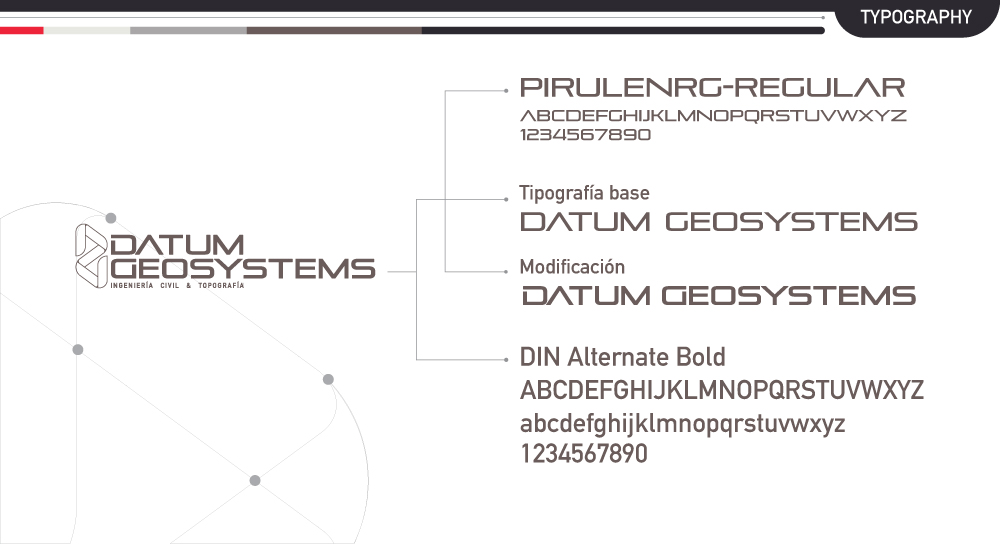 TYPOGRAPHY
PIRULENRG-REGULAR
ABCDEFGHIJKLMNOPQRSTUVWXYZ
1234567890
Tipografía base
DATUM GEOSYSTEMS
Modificación
DATUM GEOSYSTEMS
DATUM
GEOSYSTEMS
INGENIERÍA CIVIL & TOPOGRAFÍA
DIN Alternate Bold
ABCDEFGHIJKLMNOPQRSTUVWXYZ
abcdefghijklmnopqrstuvwxyz
1234567890